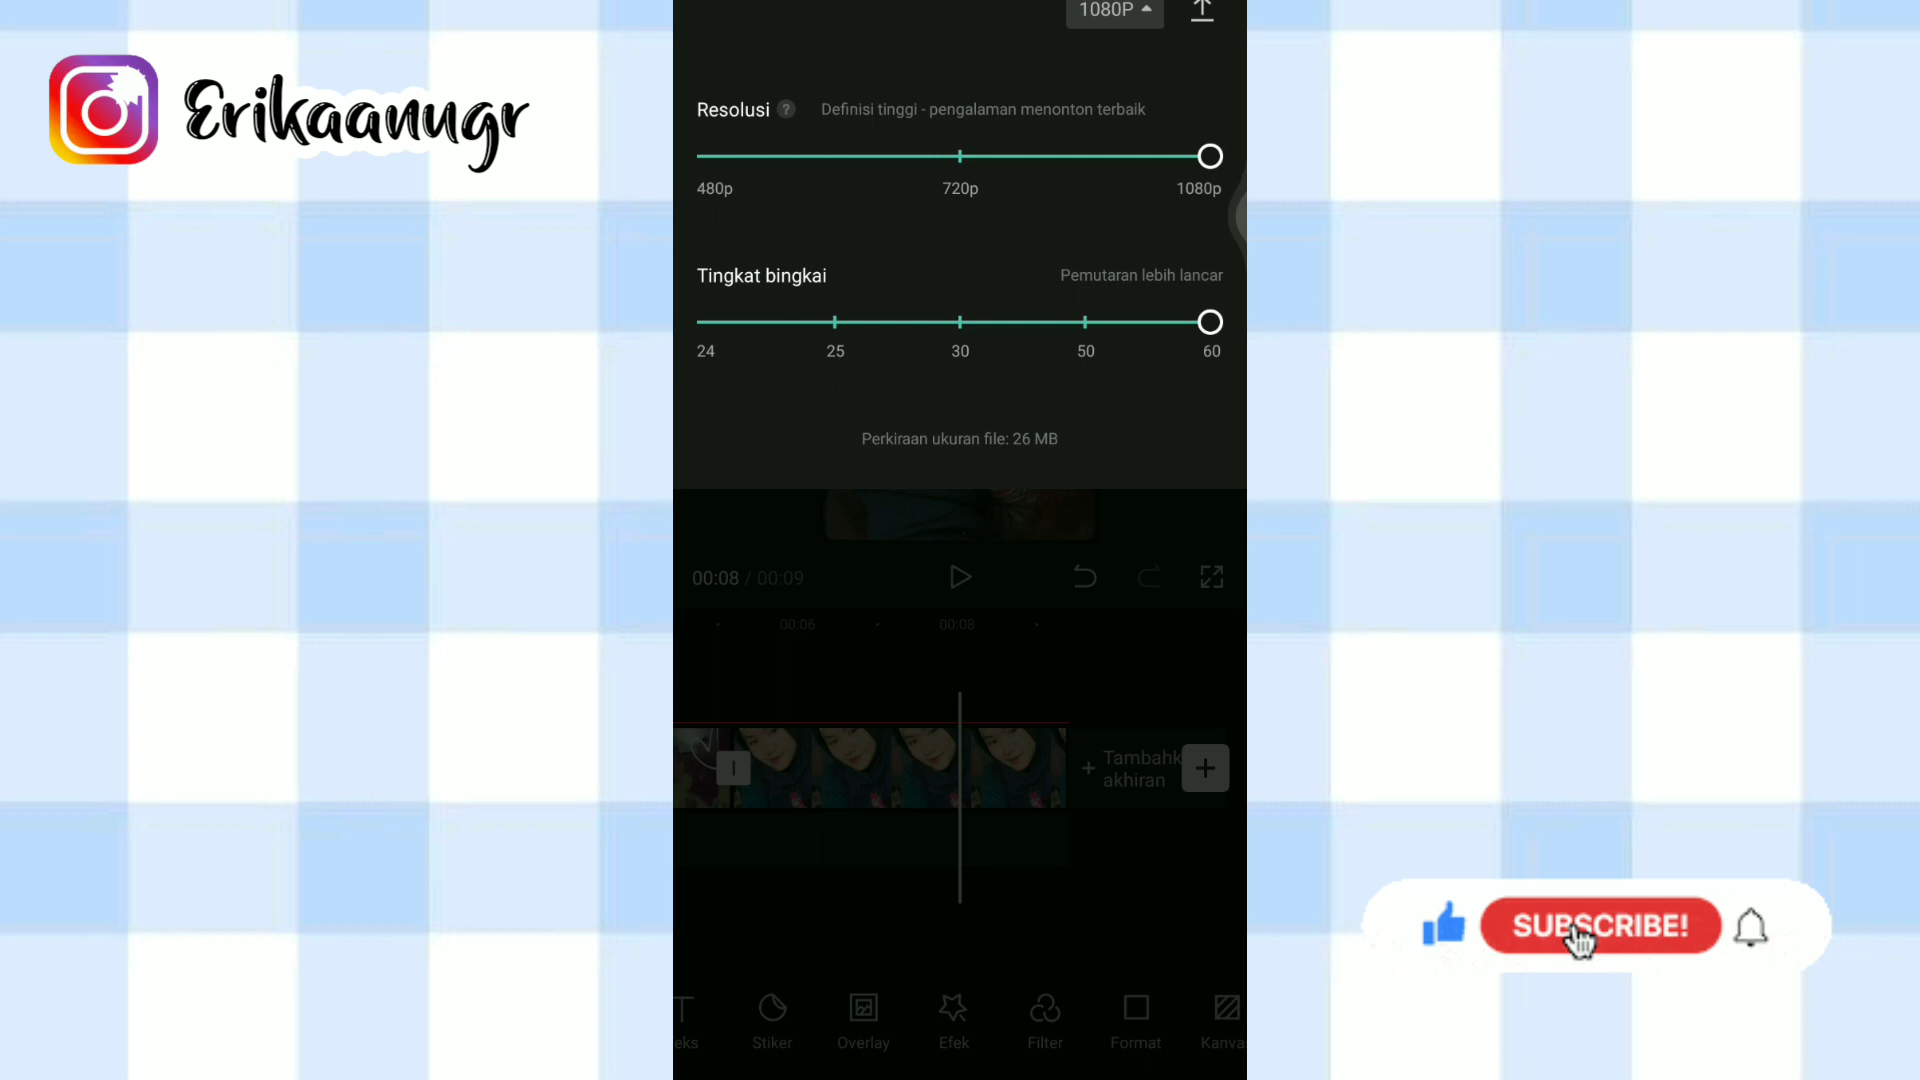 1080P
Erikaanugr
Resolusi ? Definisi tinggi - pengalaman menonton terbaik
480p 720p 1080p
Tingkat bingkai Pemutaran lebih lancar
24 25 30 50 60
Perkiraan ukuran file: 26 MB
00:08 / 00:09
00:06 00:08
+ Tambahk
akhiran
+
SUBSCRIBE!
eks Stiker Overlay Efek Filter Format Kanva